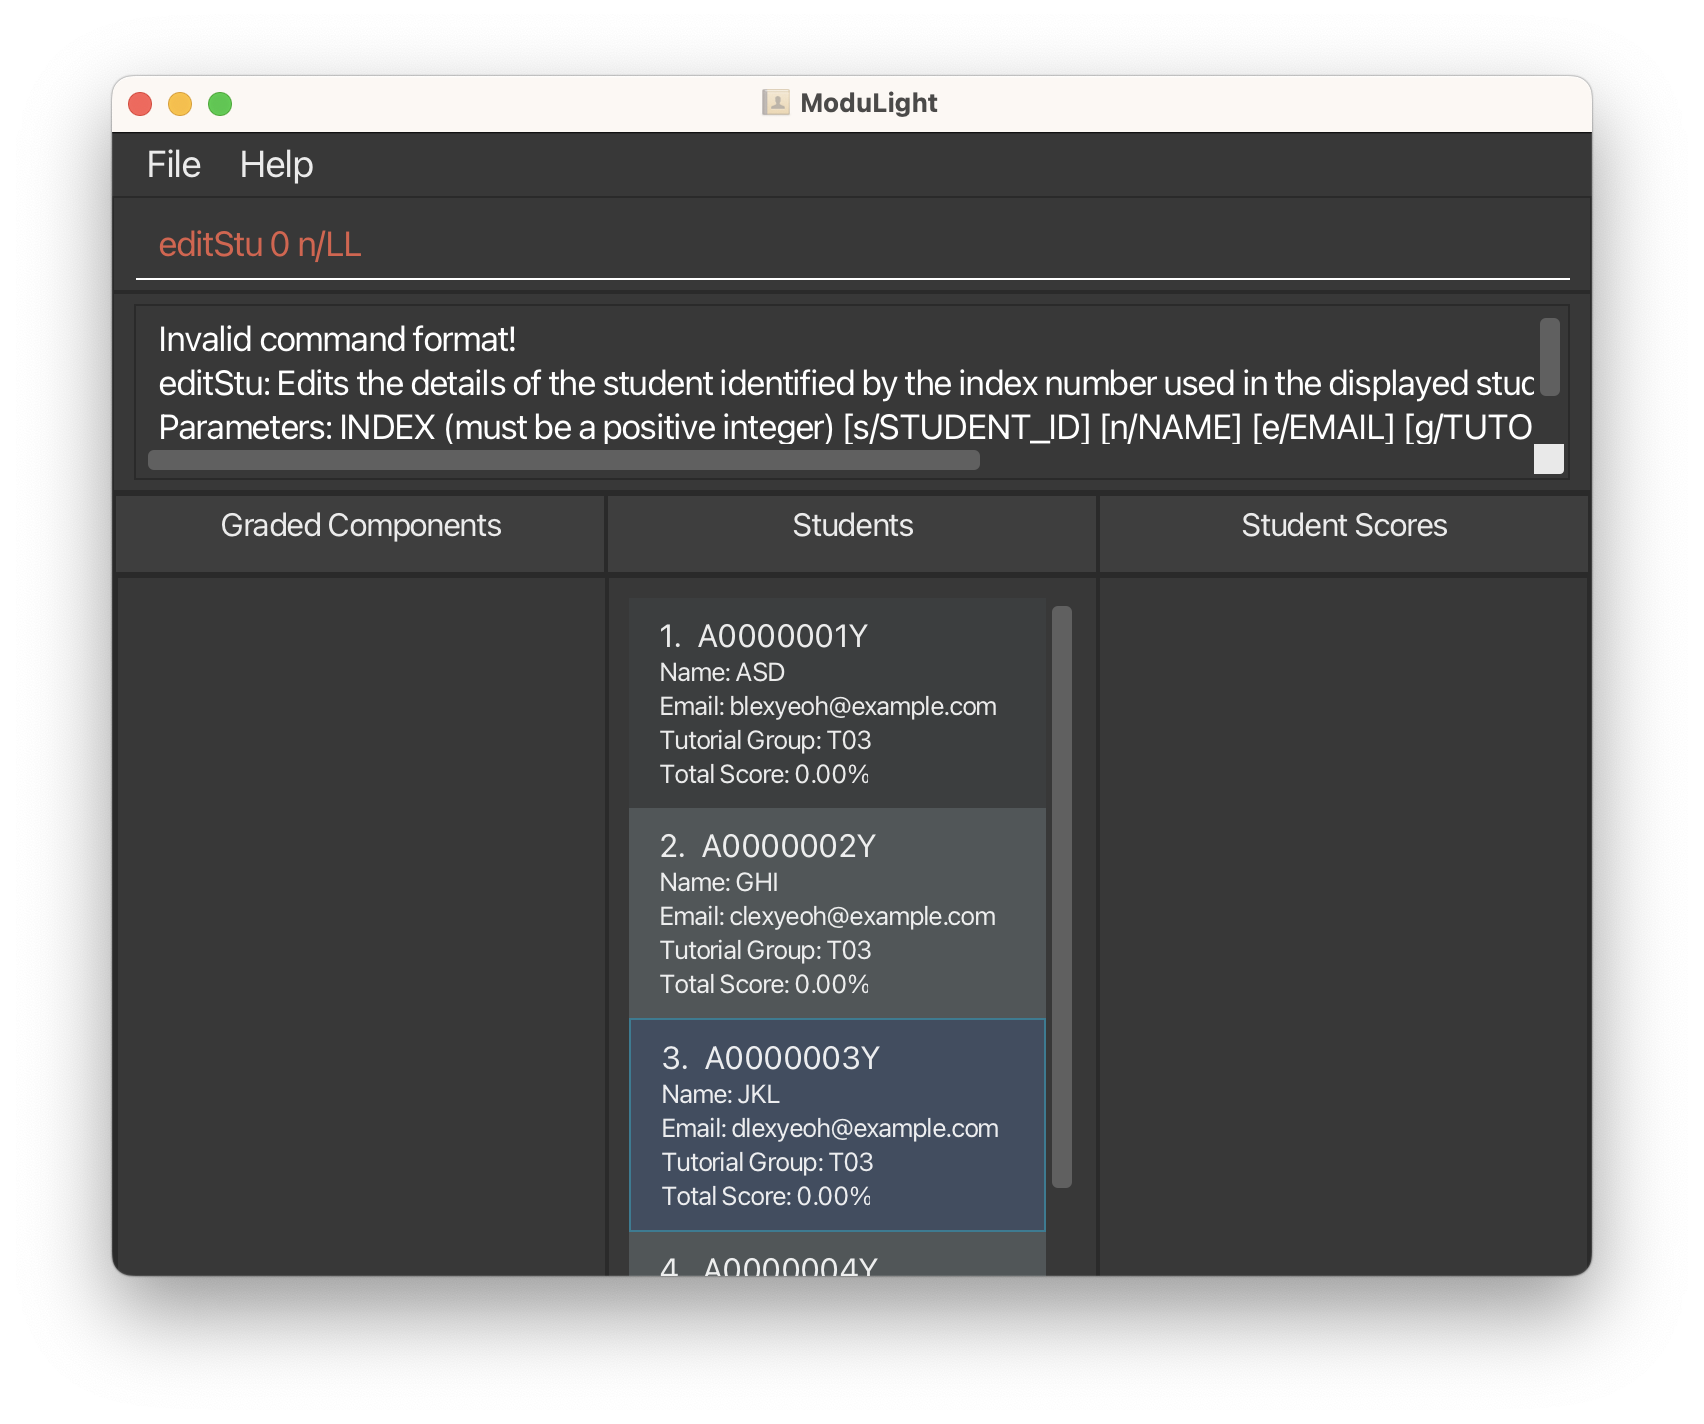 ModuLight
File Help
editStu 0 n/LL
Invalid command format!
editStu: Edits the details of the student identified by the index number used in the displayed
Parameters: INDEX (must be a positive integer) [s/STUDENT_ID] [n/NAME] [e/EMAIL] [g/TUTO
Graded Components Students Student Scores
1. A0000001Y
Name: ASD
Email: blexyeoh@example.com
Tutorial Group: T03
Total Score: 0.00%
2. A0000002Y
Name: GHI
Email: clexyeoh@example.com
Tutorial Group: T03
Total Score: 0.00%
3. A0000003Y
Name: JKL
Email: dlexyeoh@example.com
Tutorial Group: T03
Total Score: 0.00%
4. A0000004Y